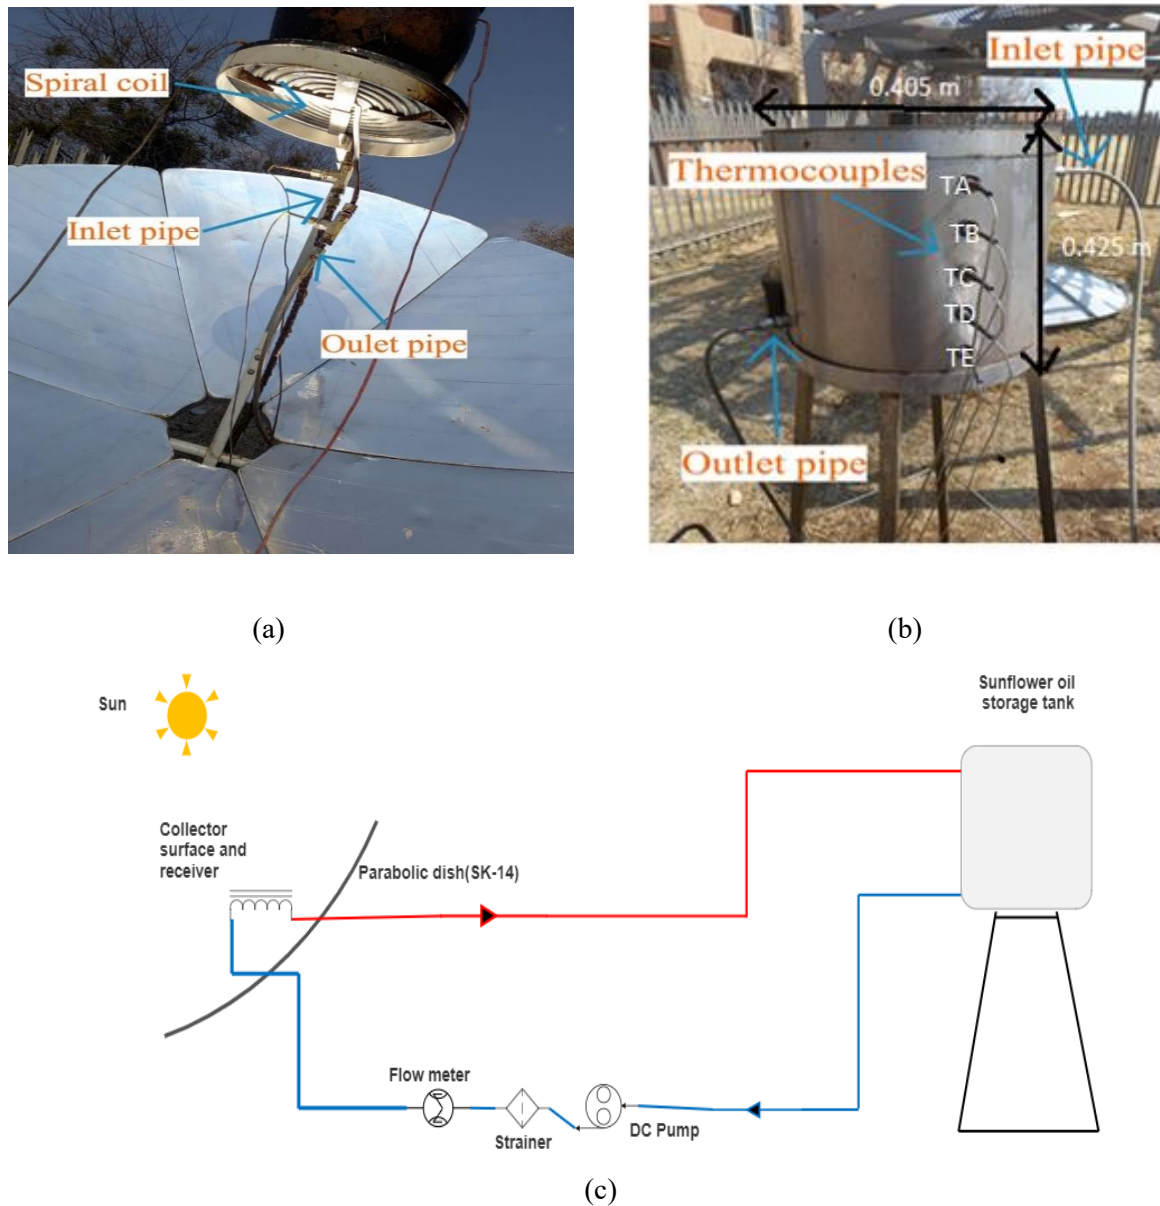 Spiral coil
Inlet pipe
Oulet pipe
Inlet pipe
0.405 m
Thermocouples
TA
TB
0.425 m
TC
TD
TE
Outlet pipe
(a)
(b)
Sun
Sunflower oil
storage tank
Collector
surface and
receiver
Parabolic dish(SK-14)
Flow meter
Strainer
DC Pump
(c)